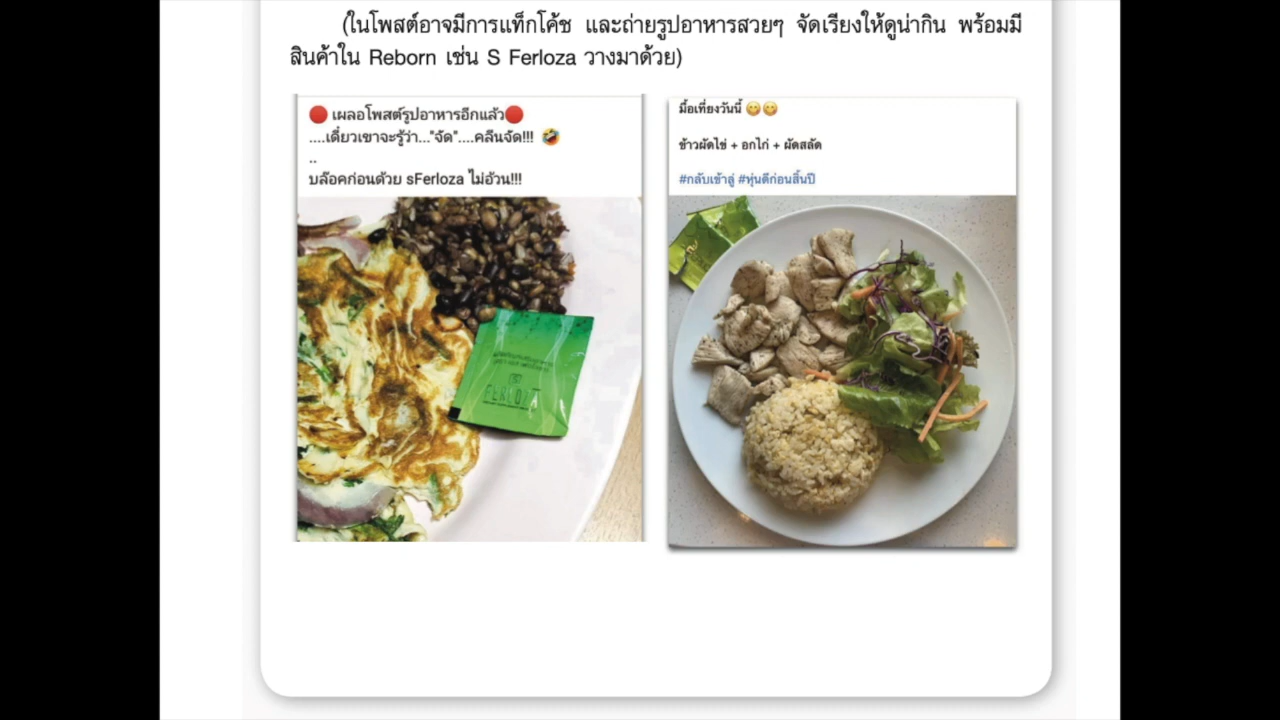 (ในโพสต์อาจมีการแท็กโค้ช และถ่ายรูปอาหารสวยๆ จัดเรียงให้ดูน่ากิน พร้อมมี
สินค้าใน Reborn เช่น S Ferloza วางมาด้วย)
🔴 เผลอโพสต์รูปอาหารอีกแล้ว🔴
....เดี๋ยวเขาจะรู้ว่า..."จัด"....คลีนจัด!!! 🤣
..
บล๊อคก่อนด้วย sFerloza ไม่อ้วน!!!
FERLOZA
มื้อเที่ยงวันนี้ 😋😋
ข้าวผัดไข่ + อกไก่ + ผัดสลัด
#กลับเข้าลู่ #หุ่นดีก่อนสิ้นปี